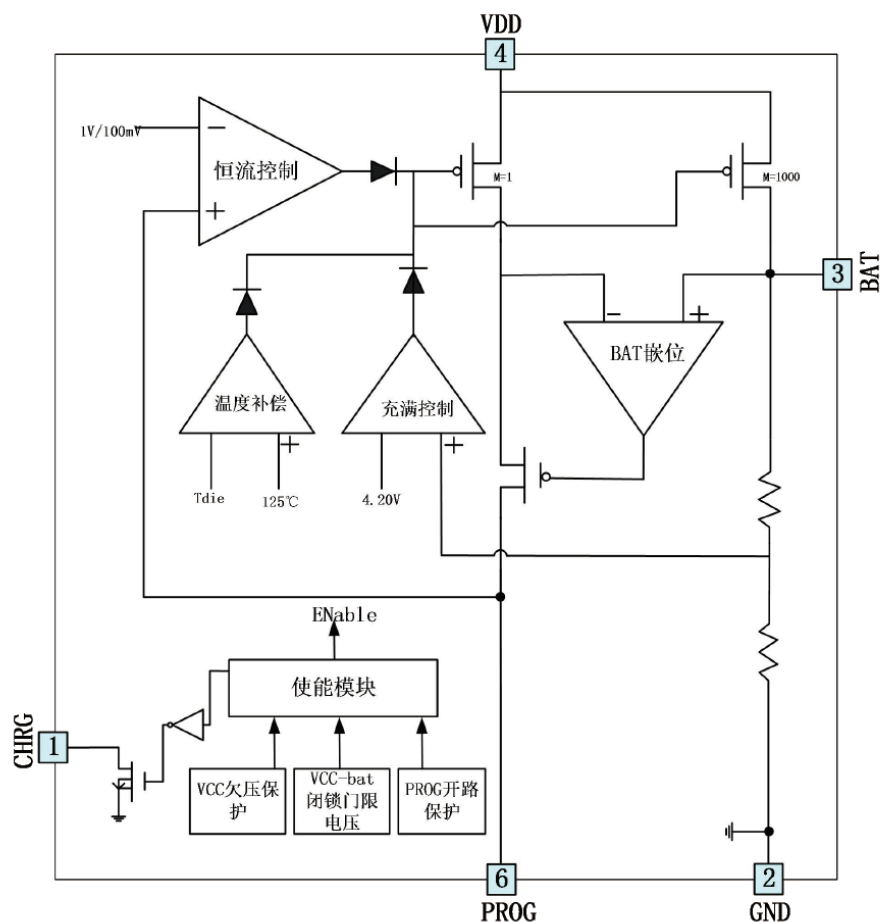 VDD
4
1V/100mV
−
恒流控制
+
M=1
M=1000
3
BAT
−
+
BAT嵌位
温度补偿
+
充满控制
+
Tdie
125℃
4.20V
ENable
使能模块
CHRG
1
VCC欠压保
护
VCC-bat
闭锁门限
电压
PROG开路
保护
6
PROG
2
GND